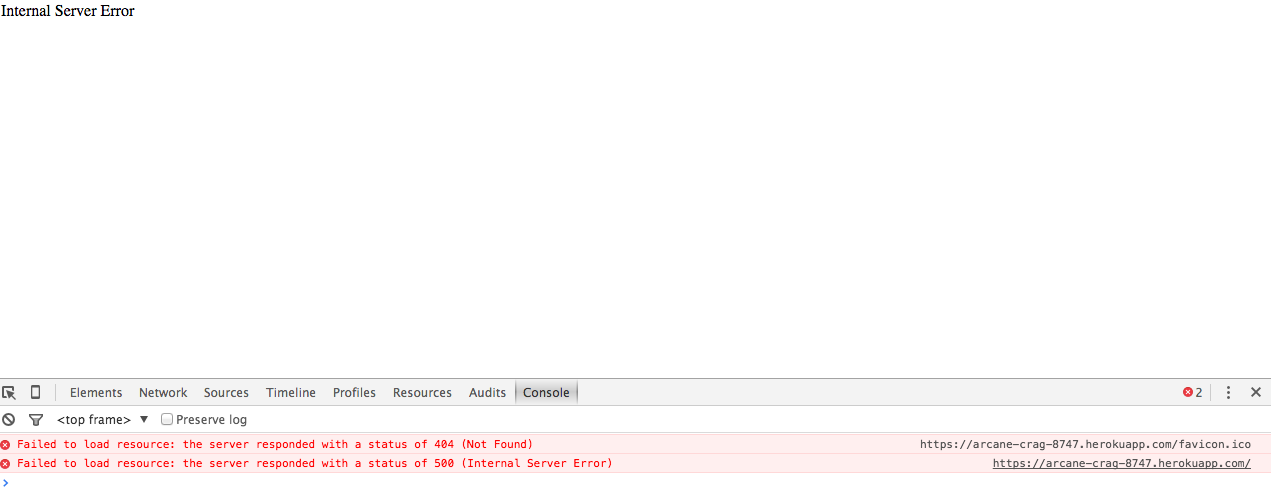 Internal Server Error
Elements Network Sources Timeline Profiles Resources Audits Console 2
<top frame> Preserve log
Failed to load resource: the server responded with a status of 404 (Not Found) https://arcane-crag-8747.herokuapp.com/favicon.ico
Failed to load resource: the server responded with a status of 500 (Internal Server Error) https://arcane-crag-8747.herokuapp.com/